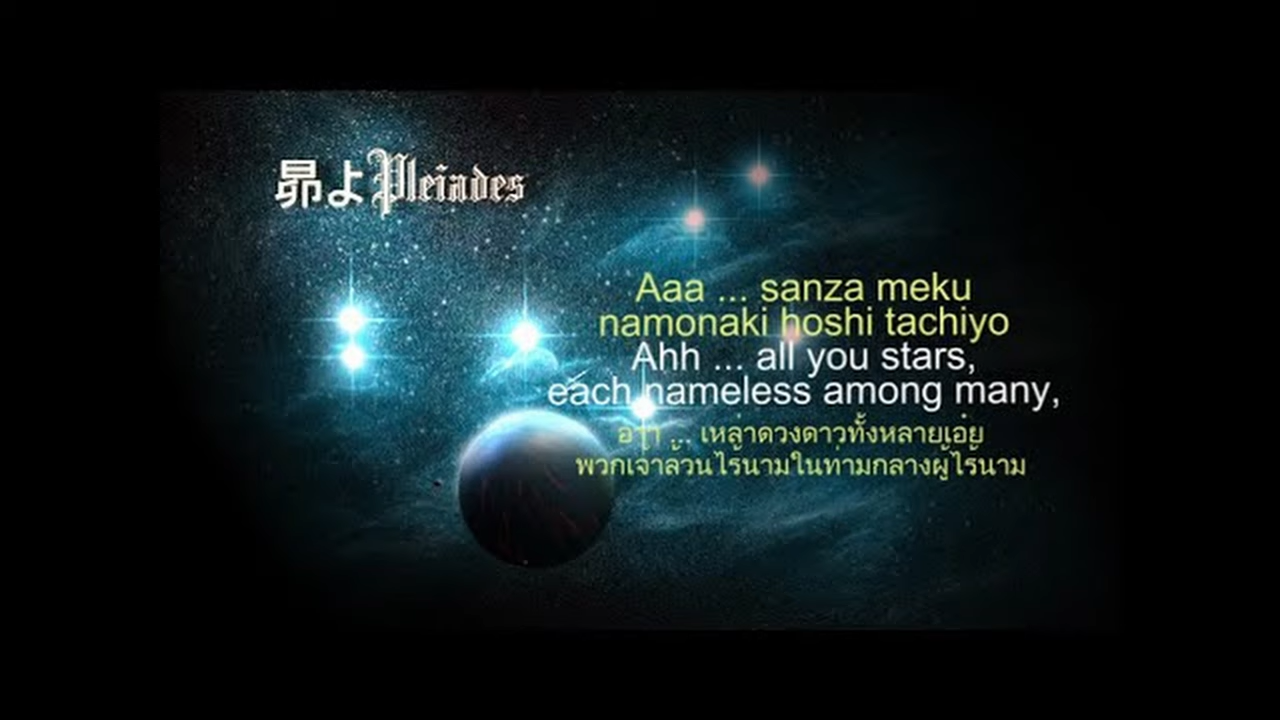 昴よ Pleiades
Aaa ... sanza meku
namonaki hoshi tachiyo
Ahh ... all you stars,
each nameless among many,
อาา ... เหล่าดวงดาวทั้งหลายเอ๋ย
พวกเจ้าล้วนไร้นามในท่ามกลางผู้ไร้นาม